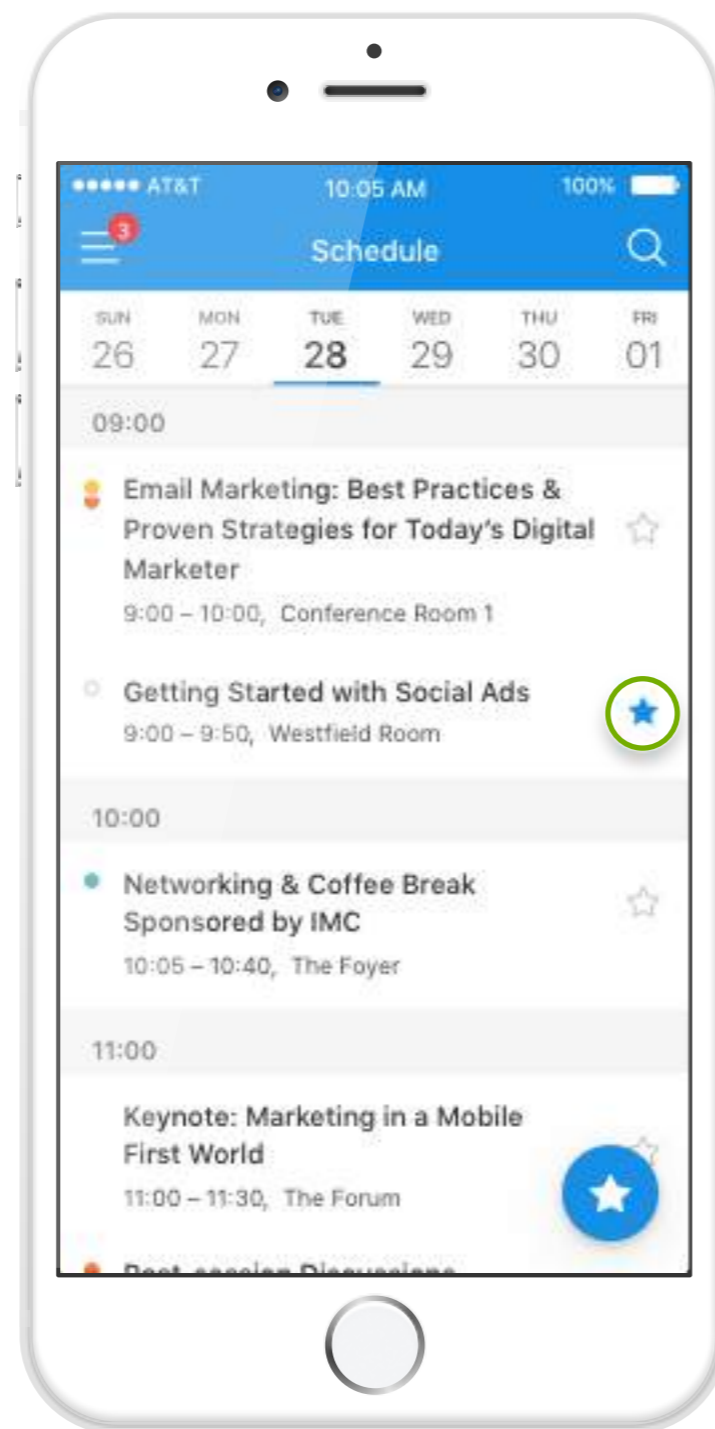 AT&T 10:05 AM 100%
3
Schedule
SUN MON TUE WED THU FRI
26 27 28 29 30 01
09:00
Email Marketing: Best Practices &
Proven Strategies for Today's Digital
Marketer
9:00 – 10:00, Conference Room 1
Getting Started with Social Ads
9:00 – 9:50, Westfield Room
10:00
Networking & Coffee Break
Sponsored by IMC
10:05 – 10:40, The Foyer
11:00
Keynote: Marketing in a Mobile
First World
11:00 – 11:30, The Forum
Post-session Discussions